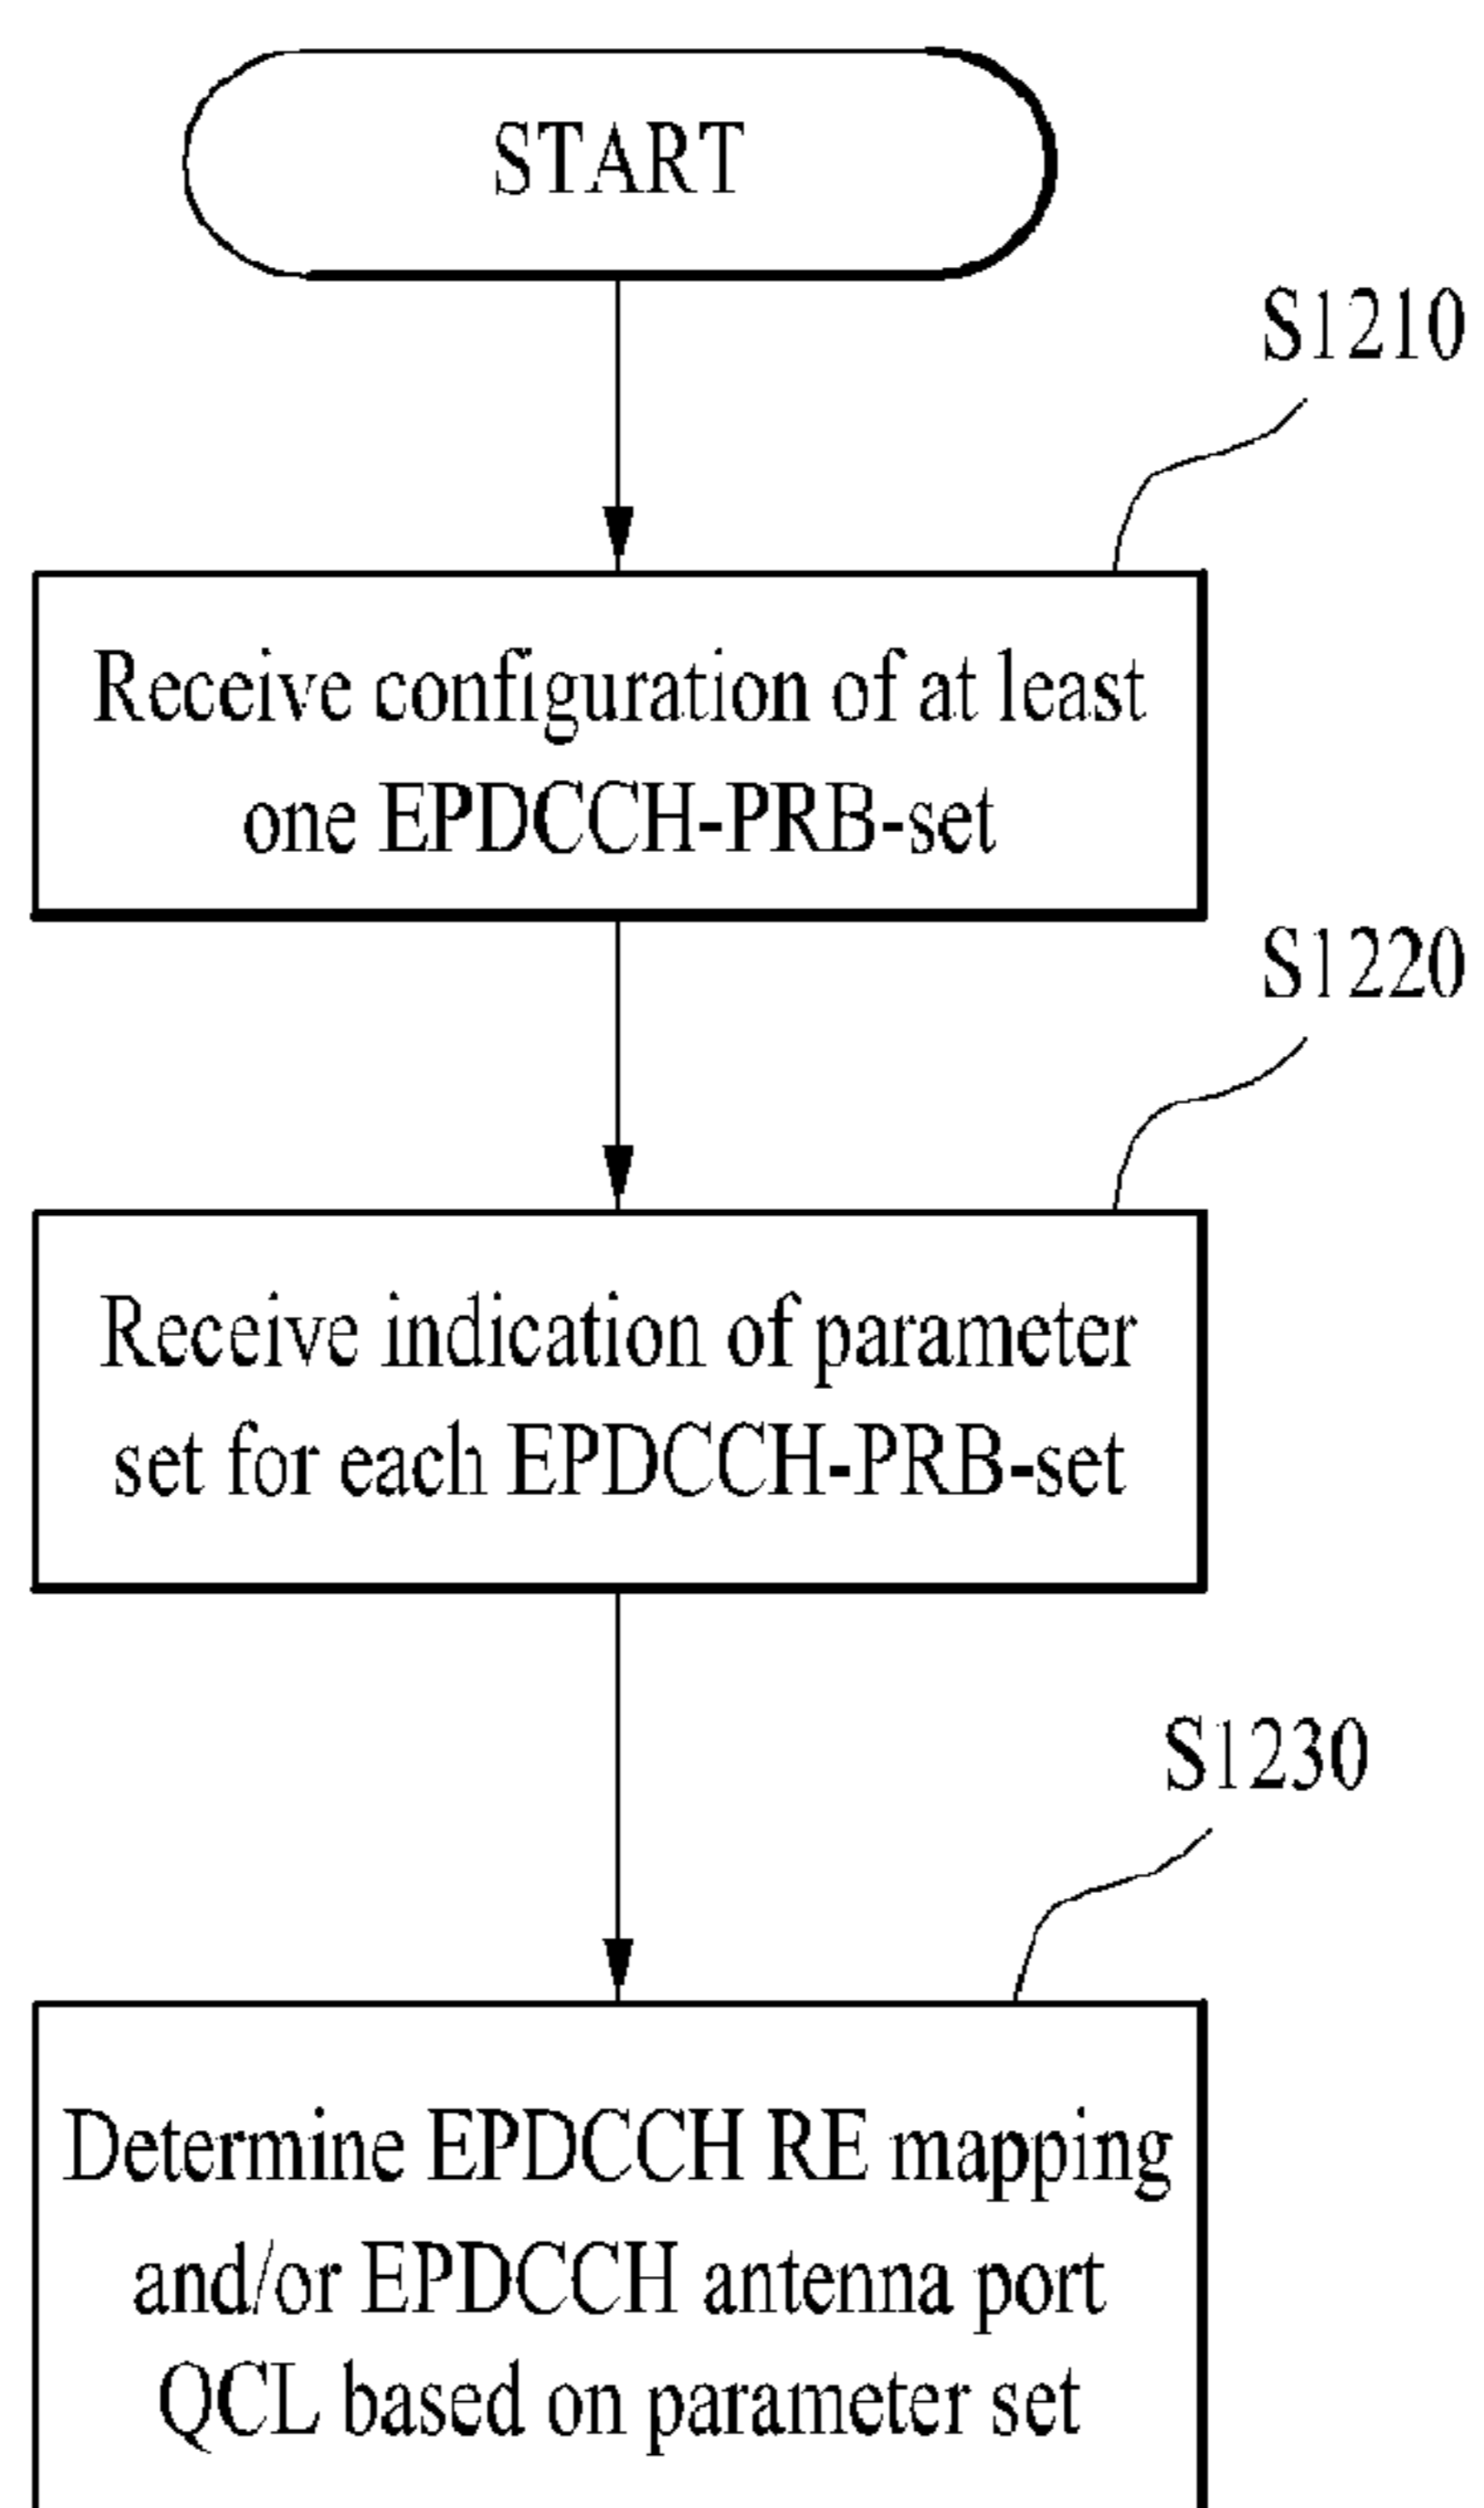 START
S1210
Receive configuration of at least
one EPDCCH-PRB-set
S1220
Receive indication of parameter
set for each EPDCCH-PRB-set
S1230
Determine EPDCCH RE mapping
and/or EPDCCH antenna port
QCL based on parameter set